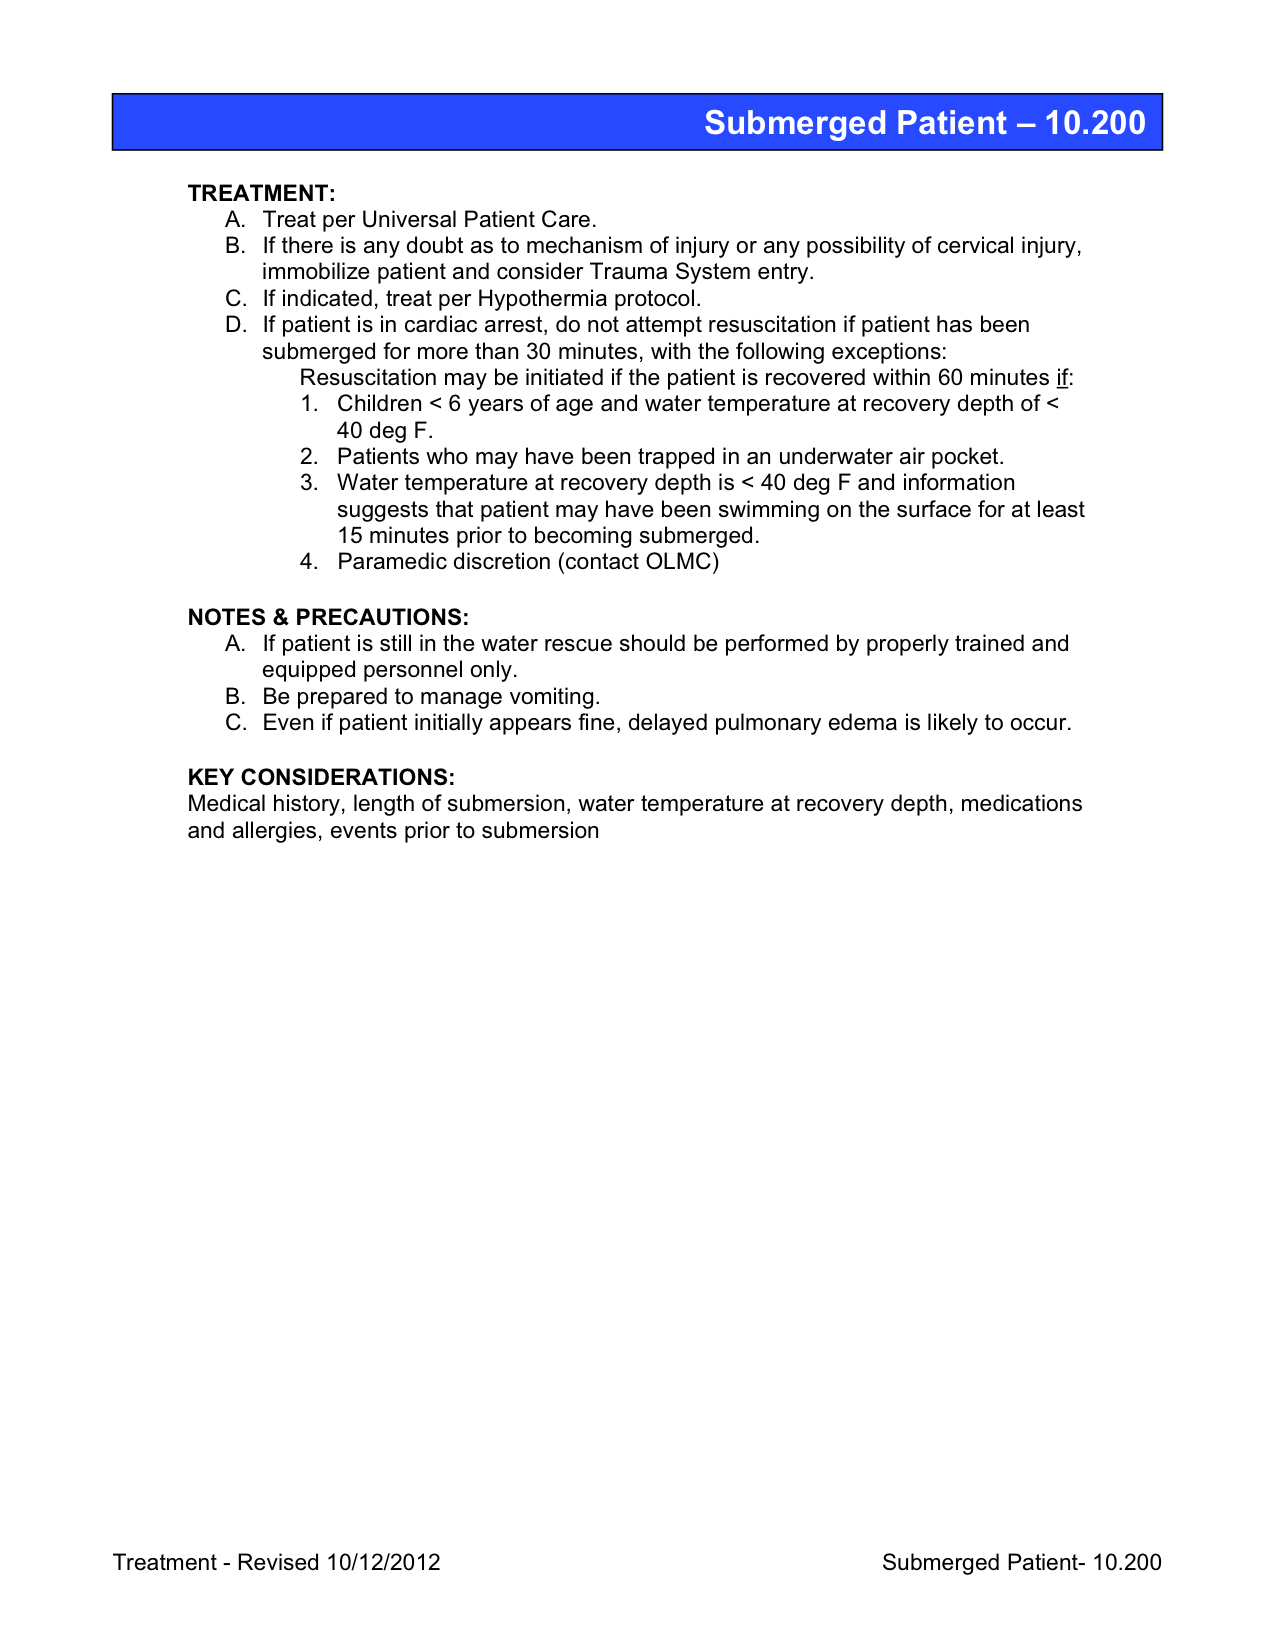 Submerged Patient – 10.200
TREATMENT:
A. Treat per Universal Patient Care.
B. If there is any doubt as to mechanism of injury or any possibility of cervical injury,
immobilize patient and consider Trauma System entry.
C. If indicated, treat per Hypothermia protocol.
D. If patient is in cardiac arrest, do not attempt resuscitation if patient has been
submerged for more than 30 minutes, with the following exceptions:
Resuscitation may be initiated if the patient is recovered within 60 minutes if:
1. Children < 6 years of age and water temperature at recovery depth of <
40 deg F.
2. Patients who may have been trapped in an underwater air pocket.
3. Water temperature at recovery depth is < 40 deg F and information
suggests that patient may have been swimming on the surface for at least
15 minutes prior to becoming submerged.
4. Paramedic discretion (contact OLMC)
NOTES & PRECAUTIONS:
A. If patient is still in the water rescue should be performed by properly trained and
equipped personnel only.
B. Be prepared to manage vomiting.
C. Even if patient initially appears fine, delayed pulmonary edema is likely to occur.
KEY CONSIDERATIONS:
Medical history, length of submersion, water temperature at recovery depth, medications
and allergies, events prior to submersion
Treatment - Revised 10/12/2012
Submerged Patient- 10.200